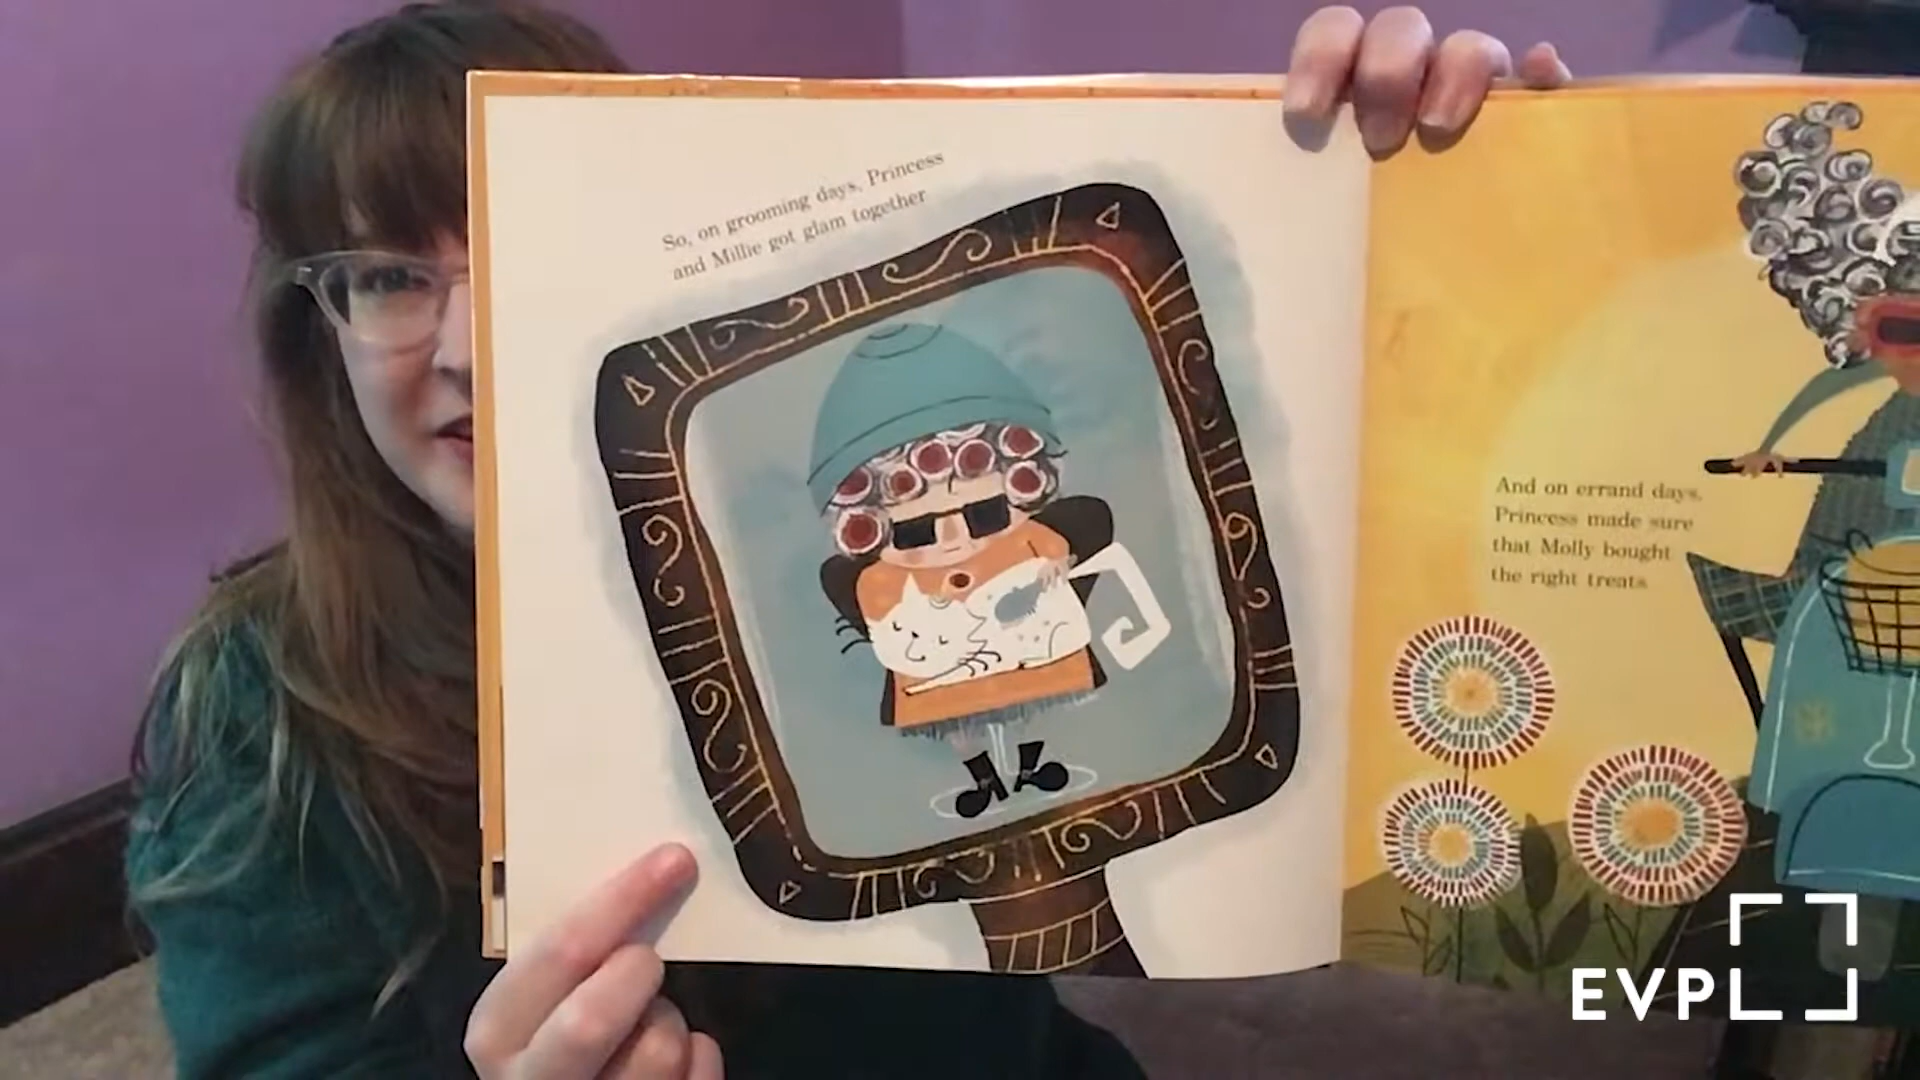 So, on grooming days, Princess
and Millie got glam together.
And on errand days,
Princess made sure
that Molly bought
the right treats.
EVPL